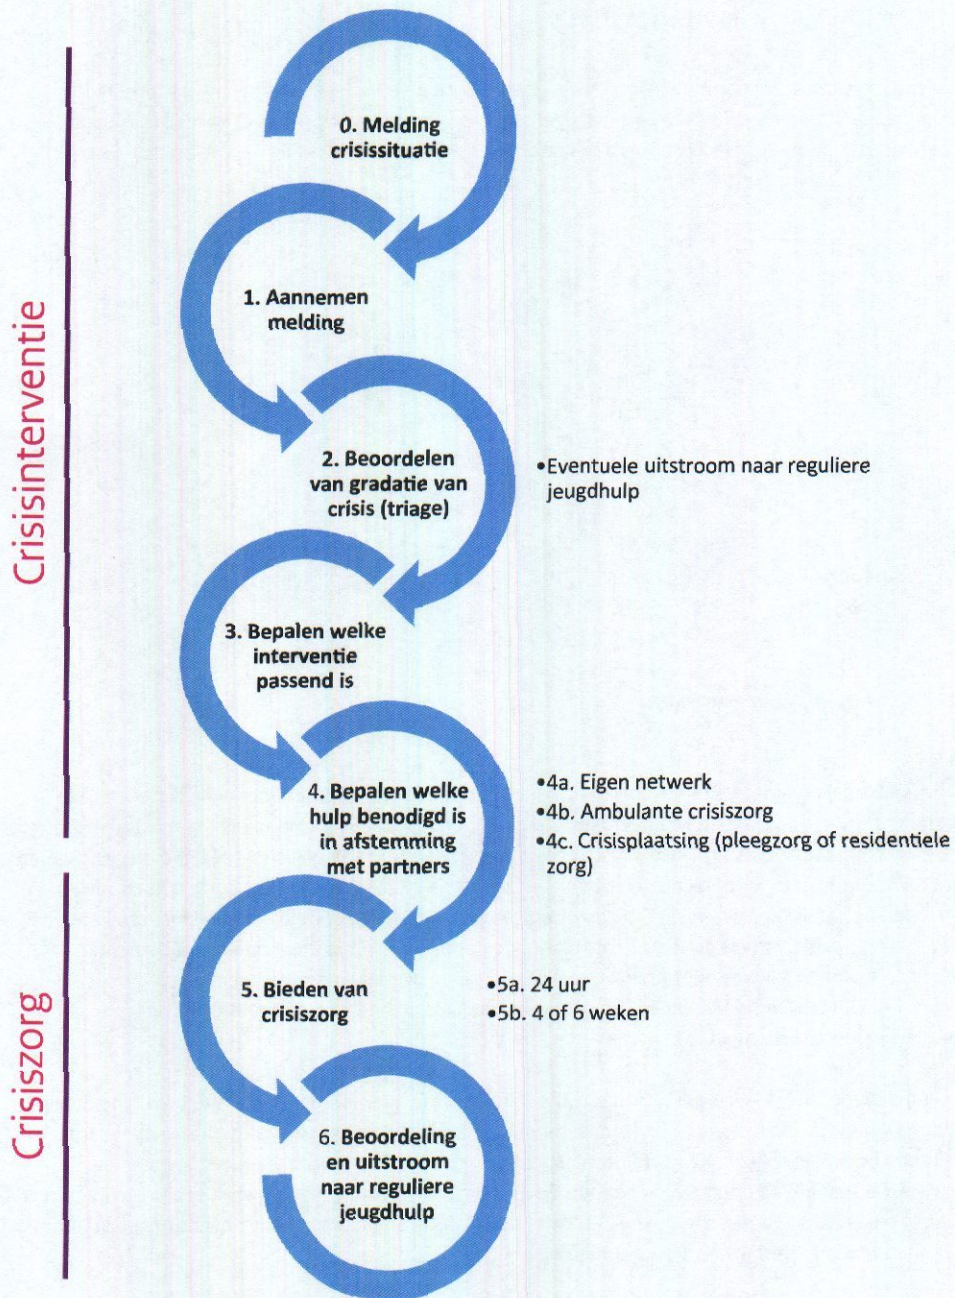 Crisisinterventie
0. Melding
crisissituatie
1. Aannemen
melding
2. Beoordelen
van gradatie van
crisis (triage)
•Eventuele uitstroom naar reguliere
jeugdhulp
3. Bepalen welke
interventie
passend is
4. Bepalen welke
hulp benodigd is
in afstemming
met partners
•4a. Eigen netwerk
•4b. Ambulante crisiszorg
•4c. Crisisplaatsing (pleegzorg of residentiele
zorg)
Crisiszorg
5. Bieden van
crisiszorg
•5a. 24 uur
•5b. 4 of 6 weken
6. Beoordeling
en uitstroom
naar reguliere
jeugdhulp